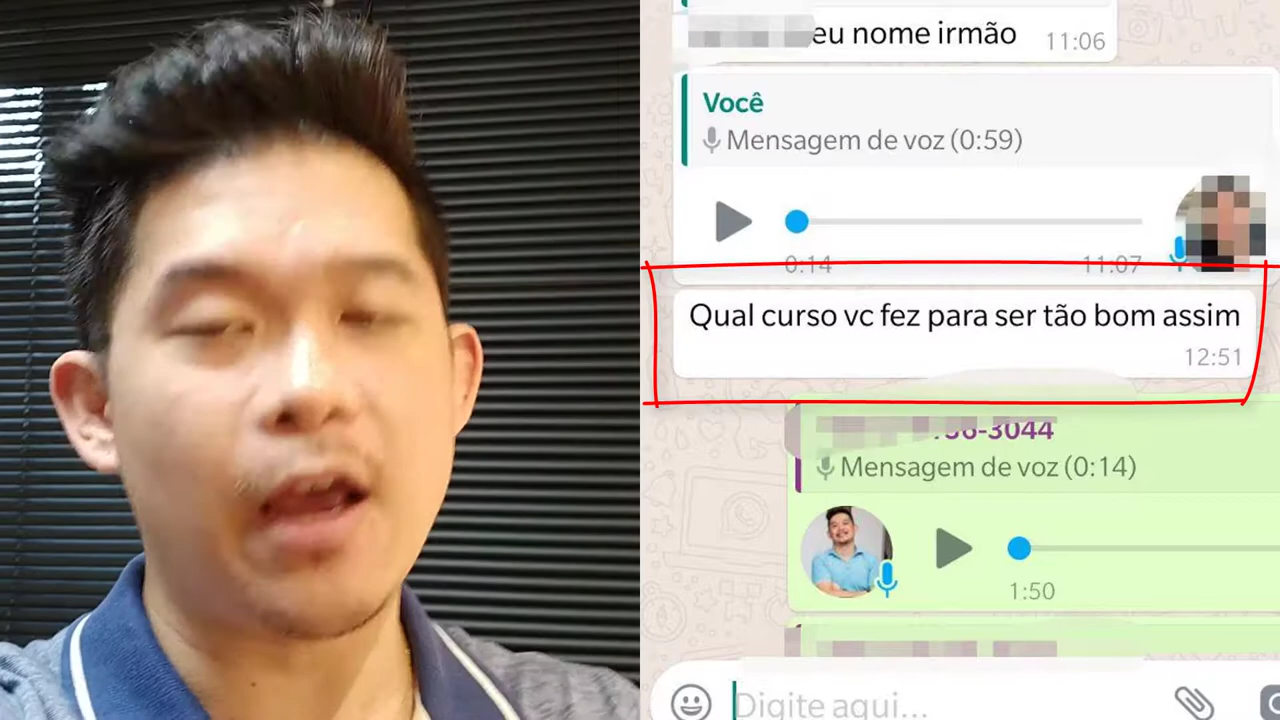 eu nome irmão 11:06
Você
Mensagem de voz (0:59)
0:14 11:07
Qual curso vc fez para ser tão bom assim
12:51
36-3044
Mensagem de voz (0:14)
1:50
Digite aqui...